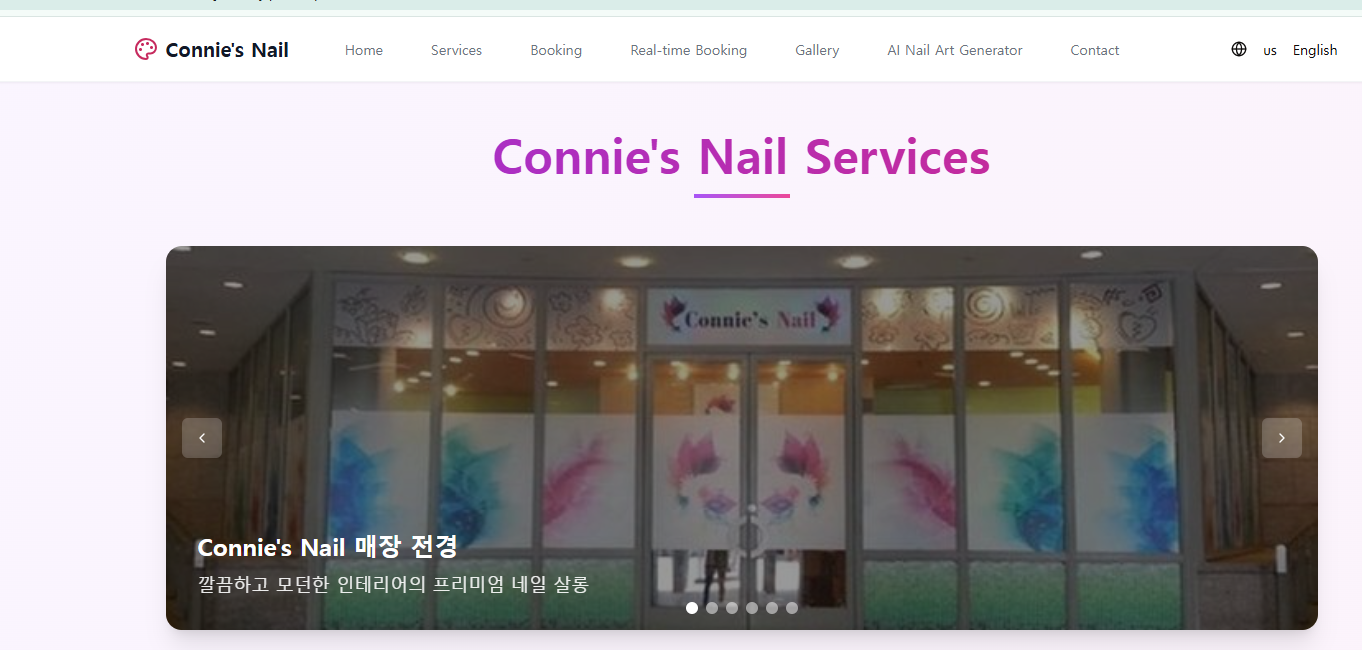 Connie's Nail
Home Services Booking Real-time Booking Gallery AI Nail Art Generator Contact
us English
Connie's Nail Services
Connie's Nail
Connie's Nail 매장 전경
깔끔하고 모던한 인테리어의 프리미엄 네일 살롱